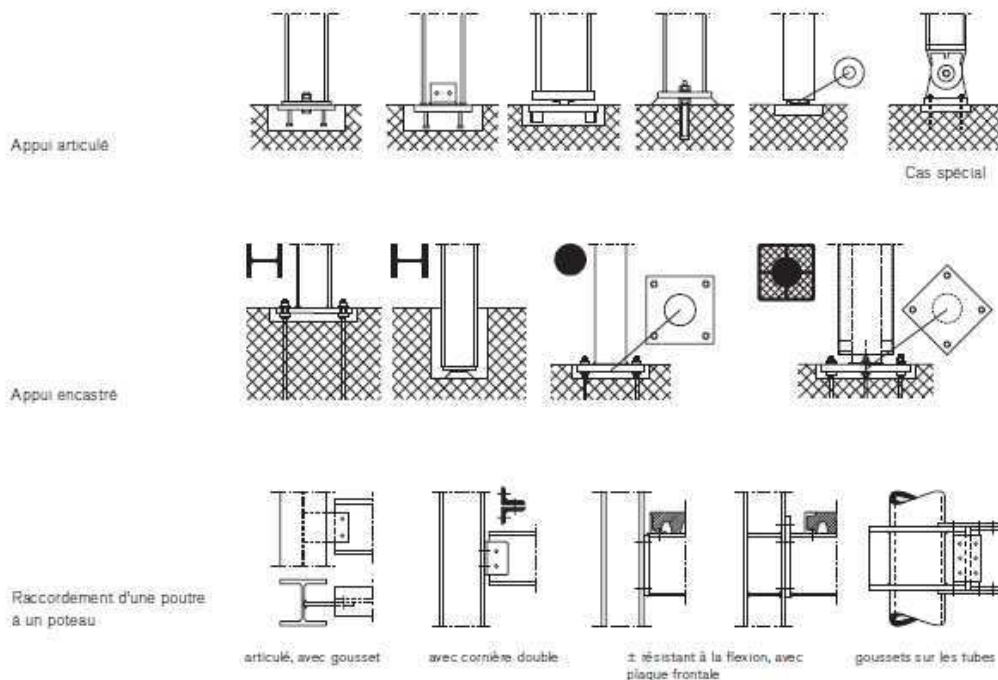 Appui articulé
Cas spécial
Appui encastré
Raccordement d'une poutre
à un poteau
articulé, avec gousset
avec cornière double
± résistant à la flexion, avec
plaque frontale
goussets sur les tubes